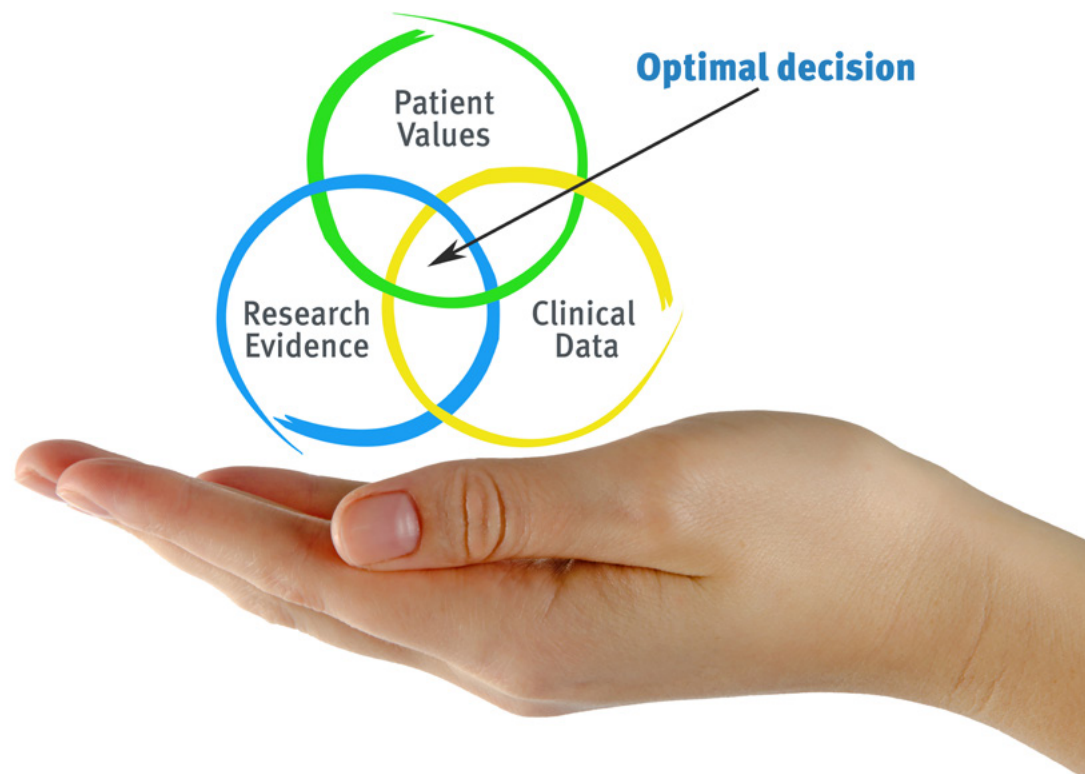 Optimal decision
Patient
Values
Research
Evidence
Clinical
Data